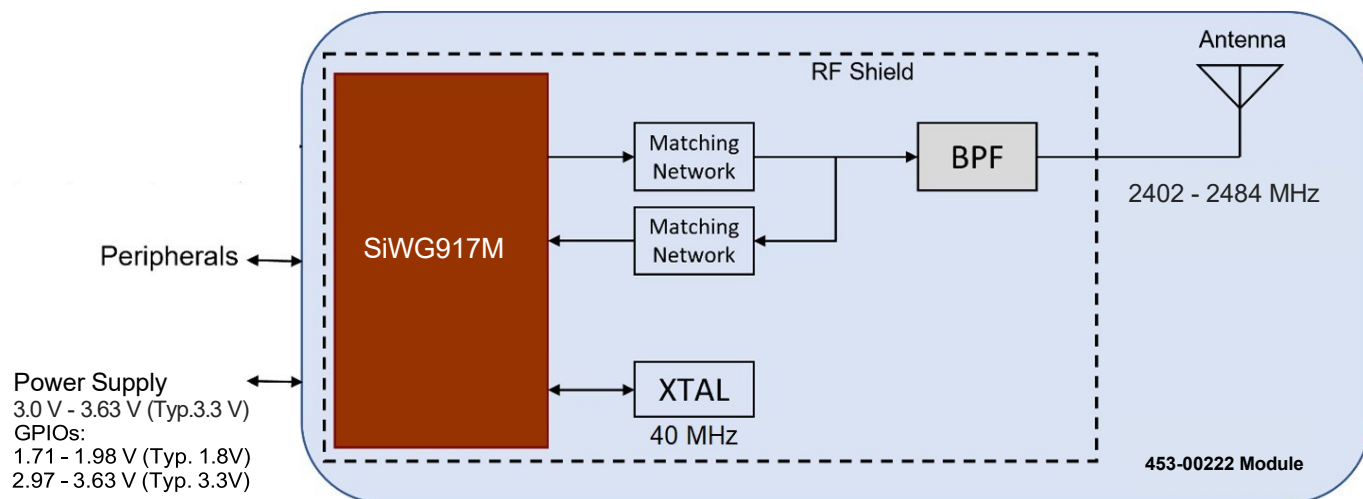 Antenna
RF Shield
Matching
Network
BPF
2402 - 2484 MHz
Matching
Network
SiWG917M
Peripherals
XTAL
40 MHz
Power Supply
3.0 V - 3.63 V (Typ.3.3 V)
GPIOs:
1.71 - 1.98 V (Typ. 1.8V)
2.97 - 3.63 V (Typ. 3.3V)
453-00222 Module